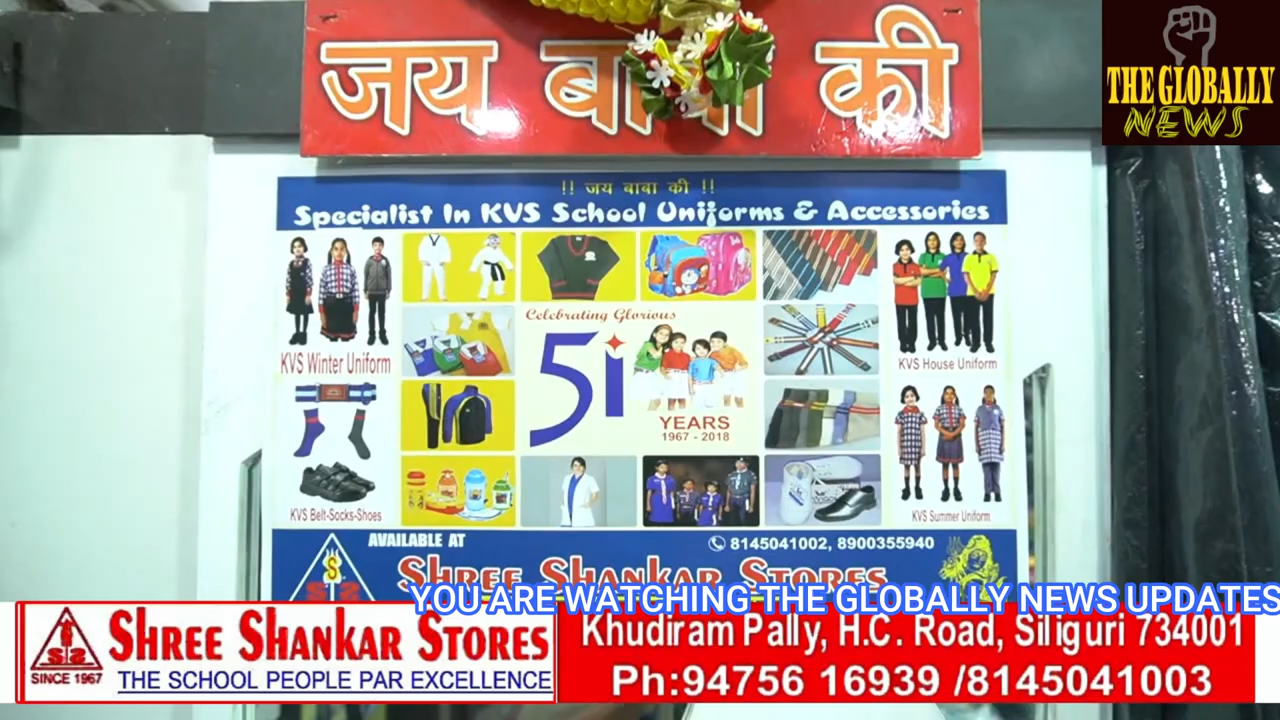 जय बाबा की
THE GLOBALLY
NEWS
!! जय बाबा की !!
Specialist In KVS School Uniforms & Accessories
KVS Winter Uniform
KVS House Uniform
Celebrating Glorious
51
YEARS
1967 - 2018
KVS Belt-Socks-Shoes
KVS Summer Uniform
AVAILABLE AT
8145041002, 8900355940
SHREE SHANKAR STORES
YOU ARE WATCHING THE GLOBALLY NEWS UPDATES
SHREE SHANKAR STORES
SINCE 1967
THE SCHOOL PEOPLE PAR EXCELLENCE
Khudiram Pally, H.C. Road, Siliguri 734001
Ph:94756 16939 /8145041003